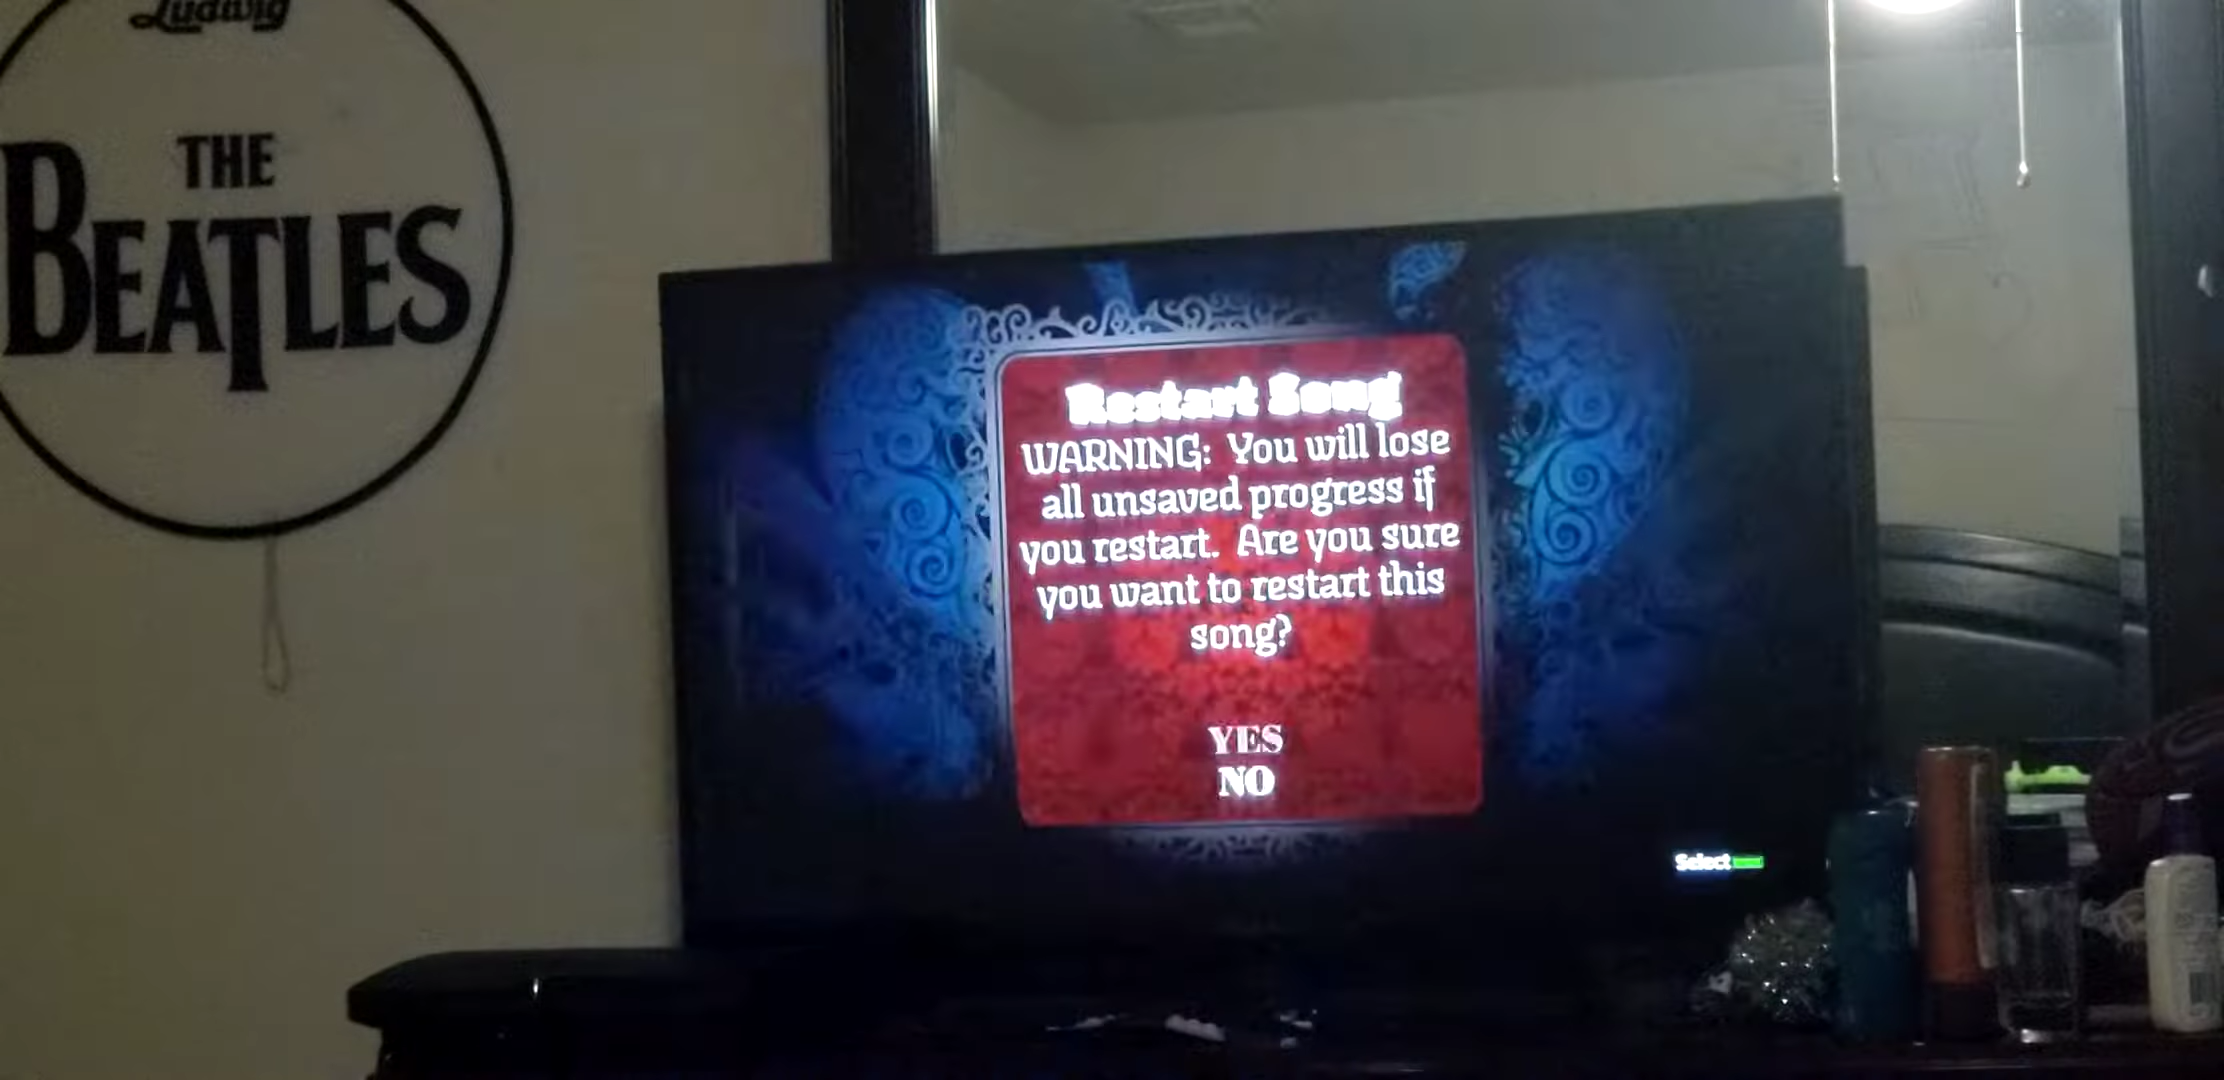 Ludwig
THE
BEATLES
Restart Song
WARNING: You will lose
all unsaved progress if
you restart. Are you sure
you want to restart this
song?
YES
NO
Select